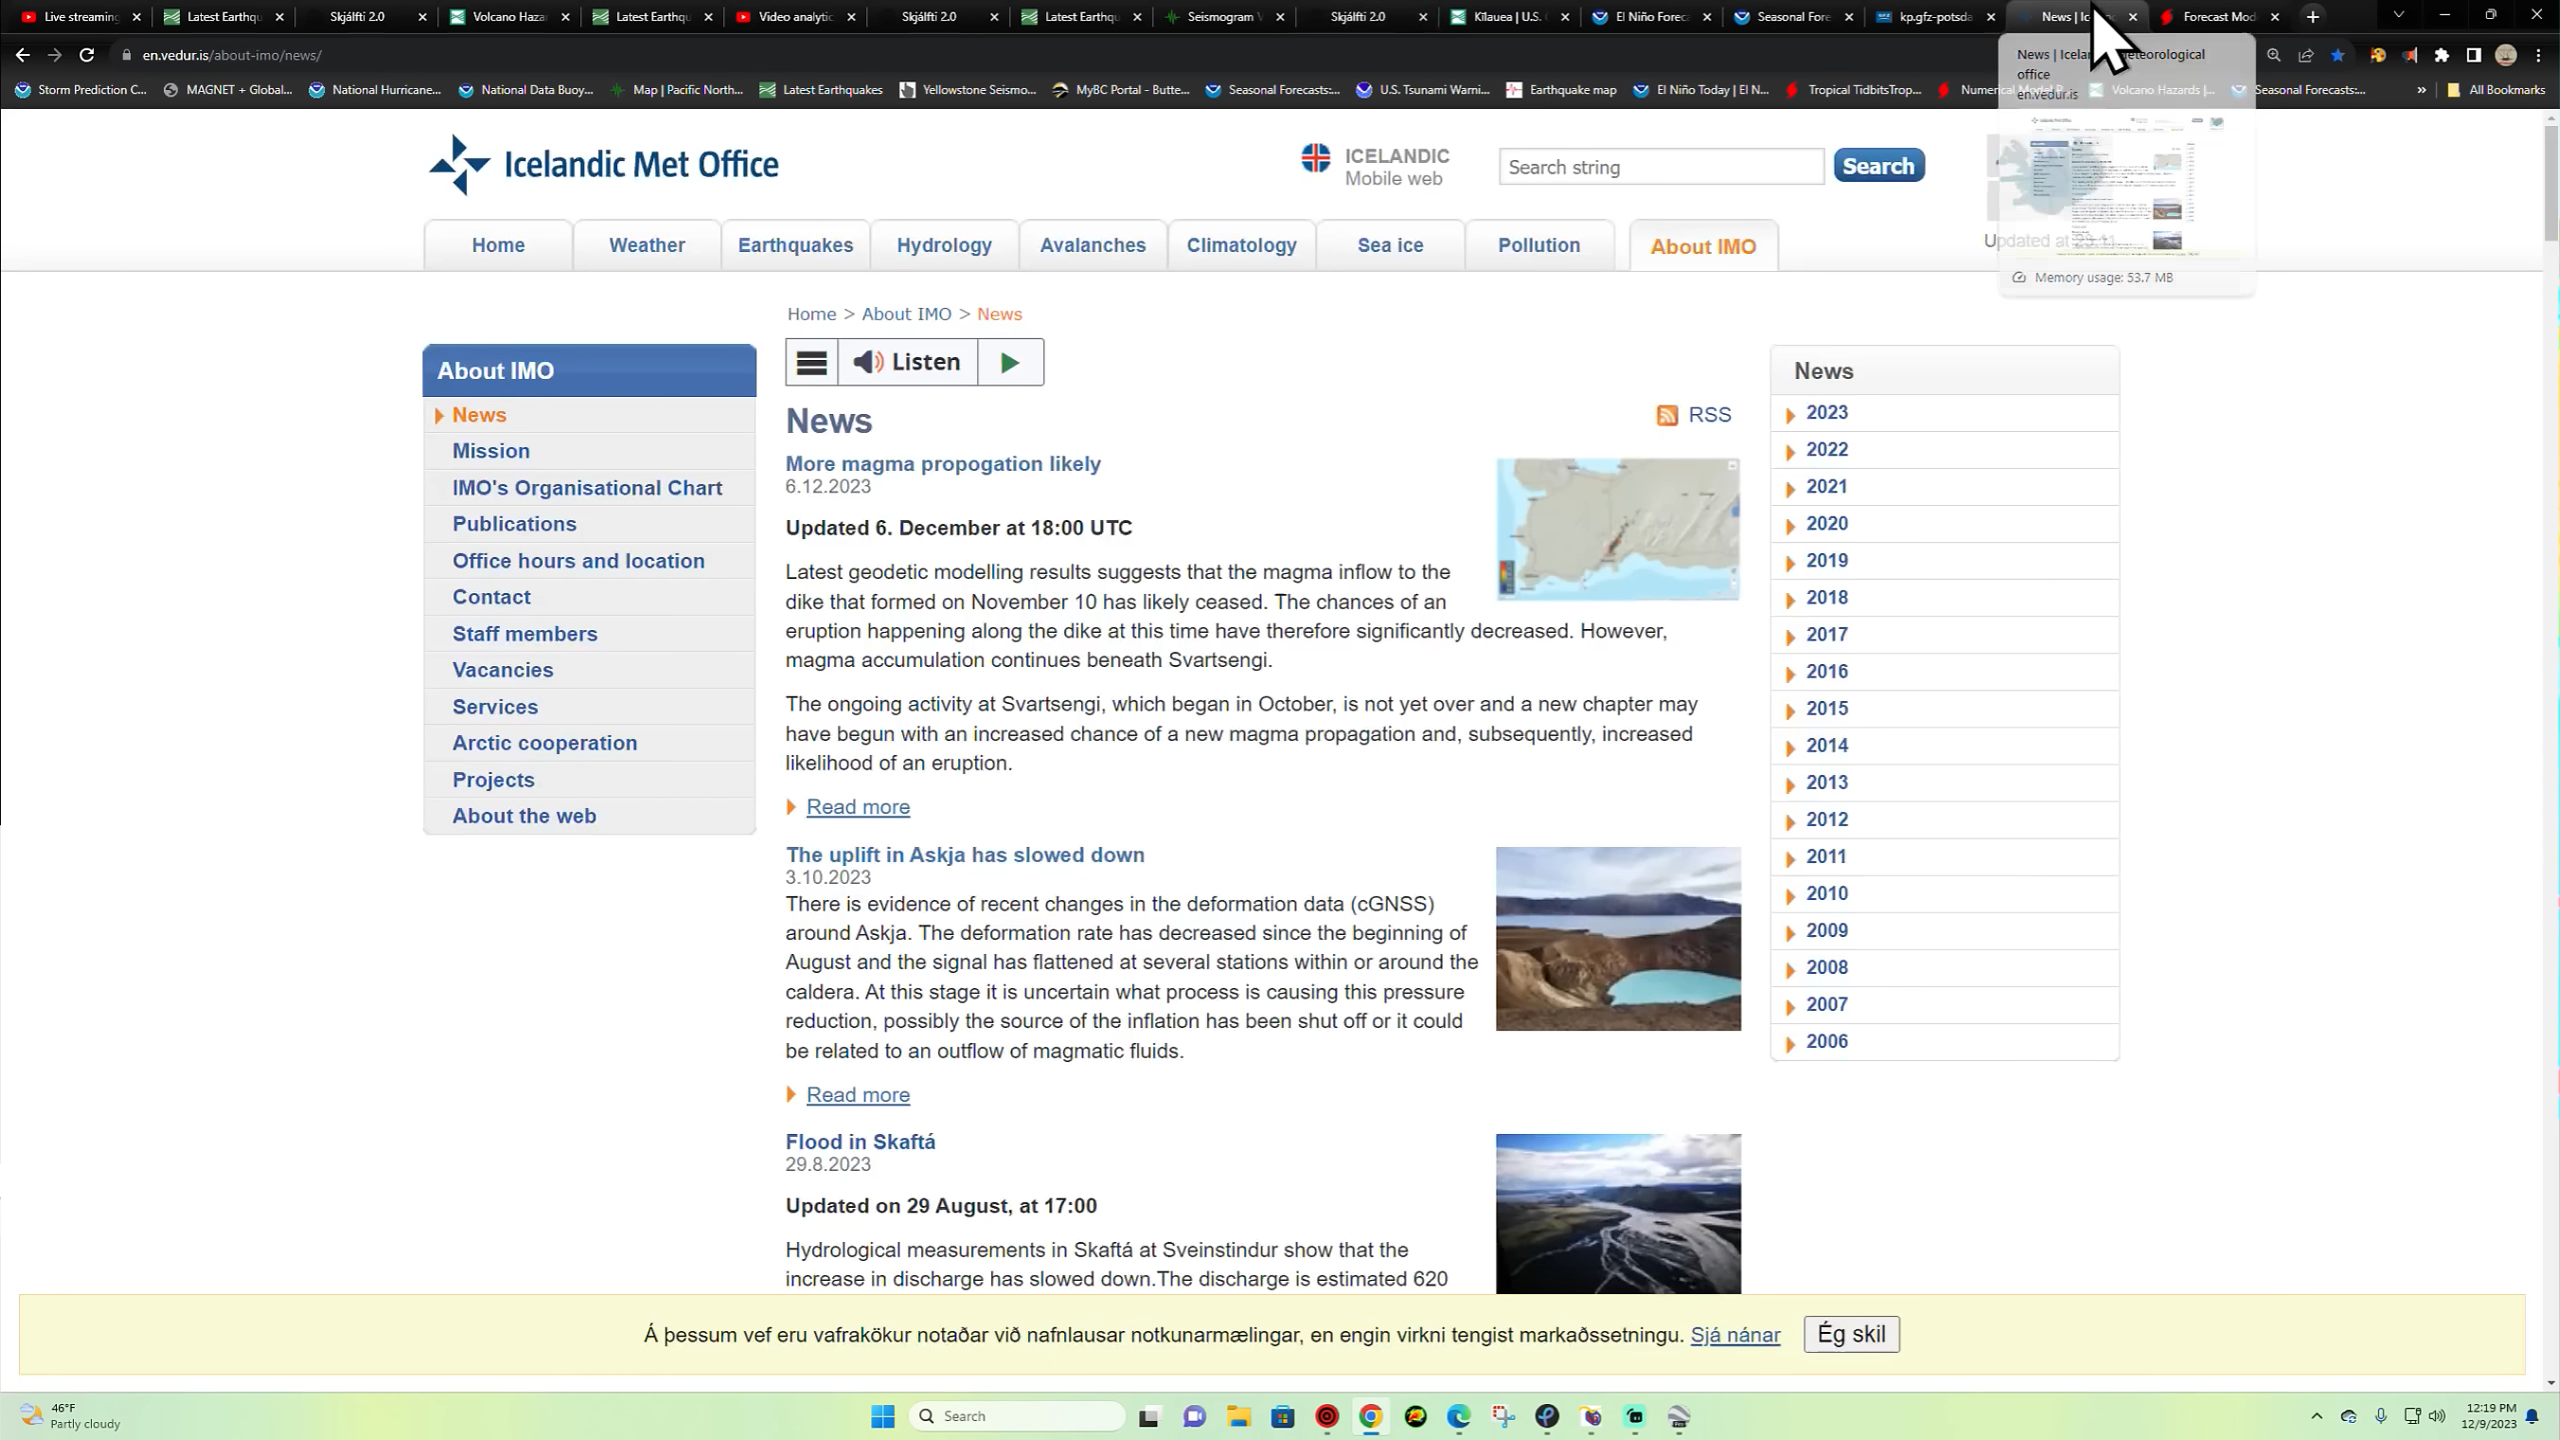 Live streaming
Latest Earthqu
Skjálfti 2.0
Volcano Haza
Latest Earthqu
Video analytic
Skjálfti 2.0
Latest Earthqu
Seismogram V
Skjálfti 2.0
Kīlauea | U.S.
El Niño Foreca
Seasonal Fore
kp.gfz-potsda
News |
Forecast Mod
en.vedur.is/about-imo/news/
Storm Prediction C...
MAGNET + Global...
National Hurricane...
National Data Buoy...
Map | Pacific North...
Latest Earthquakes
Yellowstone Seismo...
MyBC Portal - Butte...
Seasonal Forecasts:...
U.S. Tsunami Warni...
Earthquake map
El Niño Today | El N...
Tropical TidbitsTrop...
Volcano Hazards |...
Seasonal Forecasts:...
»
All Bookmarks
News |
office
en.vedur.is
Memory usage: 53.7 MB
Icelandic Met Office
ICELANDIC
Mobile web
Search string
Search
Home
Weather
Earthquakes
Hydrology
Avalanches
Climatology
Sea ice
Pollution
About IMO
Updated at
Home > About IMO > News
Listen
About IMO
News
Mission
IMO's Organisational Chart
Publications
Office hours and location
Contact
Staff members
Vacancies
Services
Arctic cooperation
Projects
About the web
News
RSS
More magma propogation likely
6.12.2023
Updated 6. December at 18:00 UTC
Latest geodetic modelling results suggests that the magma inflow to the
dike that formed on November 10 has likely ceased. The chances of an
eruption happening along the dike at this time have therefore significantly decreased. However,
magma accumulation continues beneath Svartsengi.
The ongoing activity at Svartsengi, which began in October, is not yet over and a new chapter may
have begun with an increased chance of a new magma propagation and, subsequently, increased
likelihood of an eruption.
Read more
The uplift in Askja has slowed down
3.10.2023
There is evidence of recent changes in the deformation data (cGNSS)
around Askja. The deformation rate has decreased since the beginning of
August and the signal has flattened at several stations within or around the
caldera. At this stage it is uncertain what process is causing this pressure
reduction, possibly the source of the inflation has been shut off or it could
be related to an outflow of magmatic fluids.
Read more
Flood in Skaftá
29.8.2023
Updated on 29 August, at 17:00
Hydrological measurements in Skaftá at Sveinstindur show that the
increase in discharge has slowed down.The discharge is estimated 620
News
2023
2022
2021
2020
2019
2018
2017
2016
2015
2014
2013
2012
2011
2010
2009
2008
2007
2006
Á þessum vef eru vafrakökur notaðar við nafnlausar notkunarmælingar, en engin virkni tengist markaðssetningu. Sjá nánar
Ég skil
46°F
Partly cloudy
Search
12:19 PM
12/9/2023